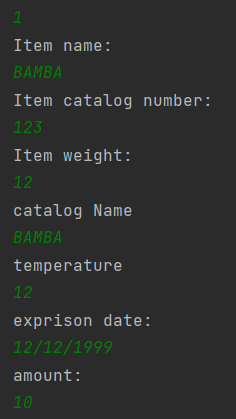 1
Item name:
BAMBA
Item catalog number:
123
Item weight:
12
catalog Name
BAMBA
temperature
12
exprison date:
12/12/1999
amount:
10